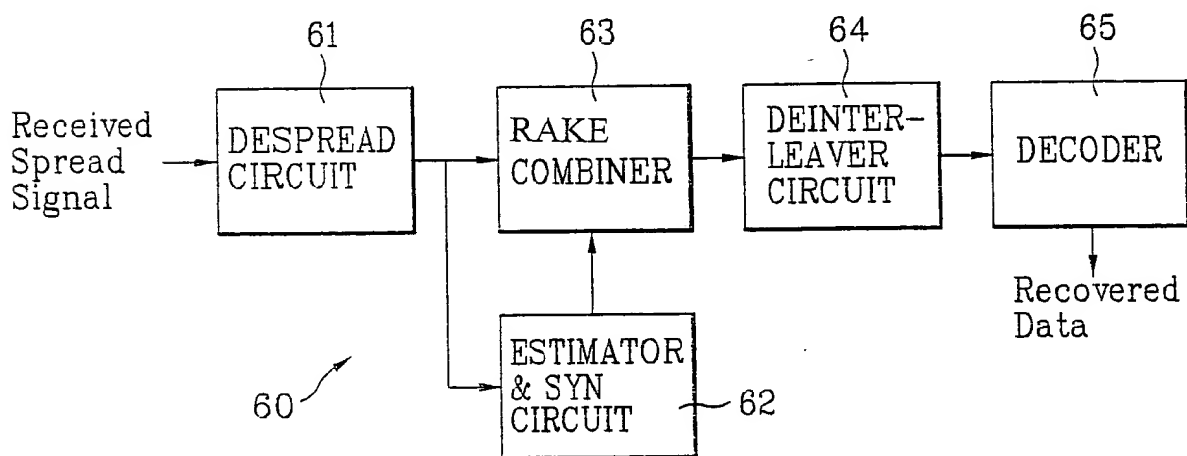 61
63
64
65
Received
Spread
Signal
DESPREAD
CIRCUIT
RAKE
COMBINER
DEINTER-
LEAVER
CIRCUIT
DECODER
Recovered
Data
ESTIMATOR
& SYN
CIRCUIT
62
60